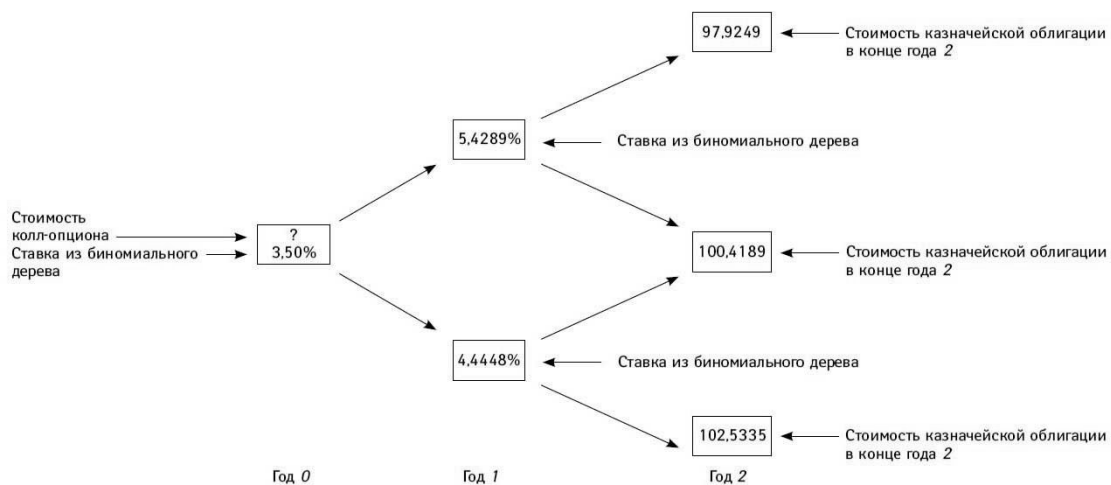 97,9249
Стоимость казначейской облигации
в конце года 2
5,4289%
Ставка из биномиального дерева
Стоимость
колл-опциона
Ставка из биномиального
дерева
?
3,50%
100,4189
Стоимость казначейской облигации
в конце года 2
4,4448%
Ставка из биномиального дерева
102,5335
Стоимость казначейской облигации
в конце года 2
Год 0
Год 1
Год 2